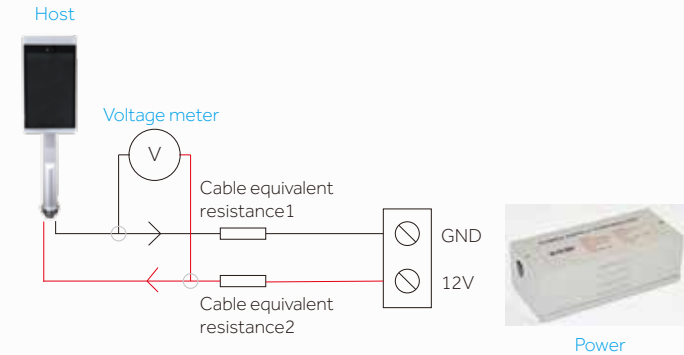 Host
Voltage meter
V
Cable equivalent
resistance1
GND
12V
Cable equivalent
resistance2
Power